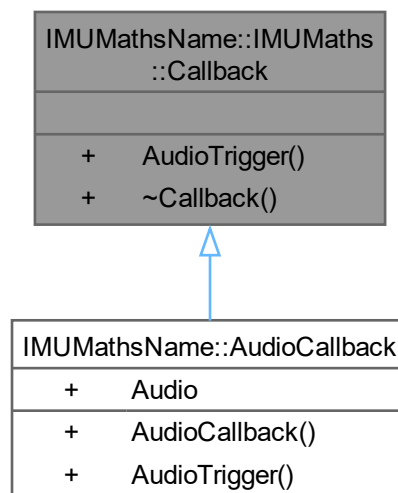 IMUMathsName::IMUMaths
::Callback
+ AudioTrigger()
+ ~Callback()
IMUMathsName::AudioCallback
+ Audio
+ AudioCallback()
+ AudioTrigger()